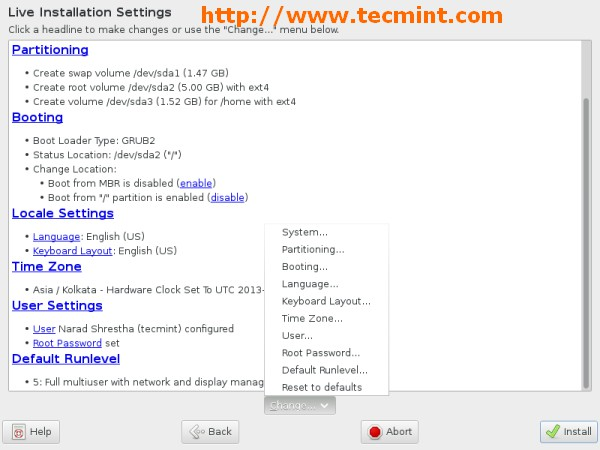 Live Installation Settings
http://www.tecmint.com
Click a headline to make changes or use the "Change..." menu below.
Partitioning
• Create swap volume /dev/sda1 (1.47 GB)
• Create root volume /dev/sda2 (5.00 GB) with ext4
• Create volume /dev/sda3 (1.52 GB) for /home with ext4
Booting
• Boot Loader Type: GRUB2
• Status Location: /dev/sda2 ("/")
• Change Location:
• Boot from MBR is disabled (enable)
• Boot from "/" partition is enabled (disable)
Locale Settings
• Language: English (US)
• Keyboard Layout: English (US)
Time Zone
• Asia / Kolkata - Hardware Clock Set To UTC 2013-
User Settings
• User Narad Shrestha (tecmint) configured
• Root Password set
Default Runlevel
• 5: Full multiuser with network and display manag
System...
Partitioning...
Booting...
Language...
Keyboard Layout...
Time Zone...
User...
Root Password...
Default Runlevel...
Reset to defaults
Change...
Help
Back
Abort
Install